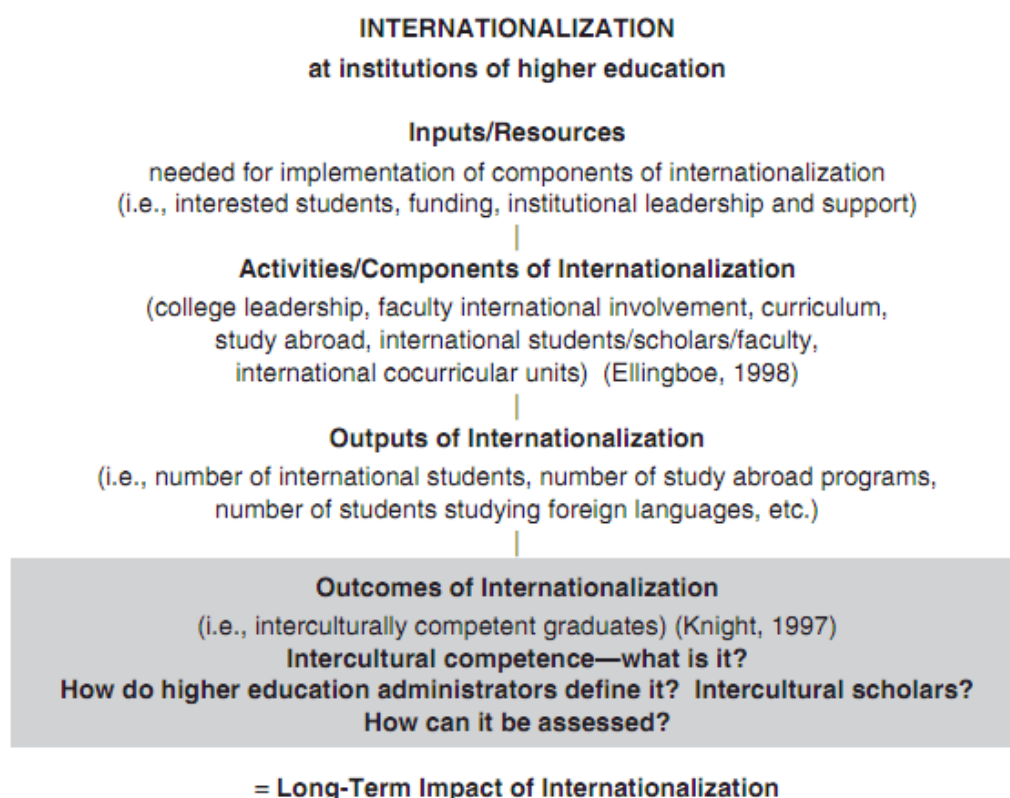 INTERNATIONALIZATION
at institutions of higher education
Inputs/Resources
needed for implementation of components of internationalization
(i.e., interested students, funding, institutional leadership and support)
Activities/Components of Internationalization
(college leadership, faculty international involvement, curriculum,
study abroad, international students/scholars/faculty,
international cocurricular units) (Ellingboe, 1998)
Outputs of Internationalization
(i.e., number of international students, number of study abroad programs,
number of students studying foreign languages, etc.)
Outcomes of Internationalization
(i.e., interculturally competent graduates) (Knight, 1997)
Intercultural competence—what is it?
How do higher education administrators define it? Intercultural scholars?
How can it be assessed?
= Long-Term Impact of Internationalization